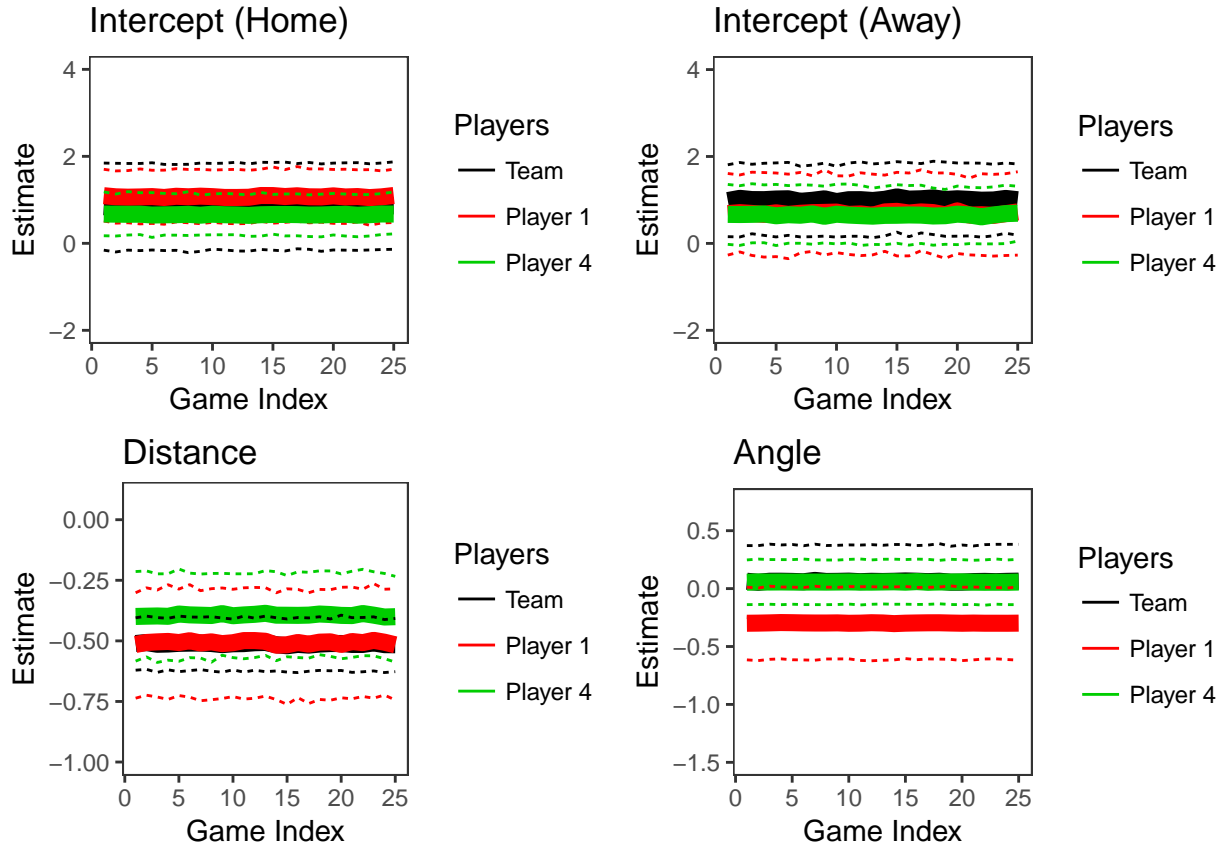 Intercept (Home)
Estimate
4
2
0
−2
0 5 10 15 20 25
Game Index
Players
Team
Player 1
Player 4
Intercept (Away)
Estimate
4
2
0
−2
0 5 10 15 20 25
Game Index
Players
Team
Player 1
Player 4
Distance
Estimate
0.00
−0.25
−0.50
−0.75
−1.00
0 5 10 15 20 25
Game Index
Players
Team
Player 1
Player 4
Angle
Estimate
0.5
0.0
−0.5
−1.0
−1.5
0 5 10 15 20 25
Game Index
Players
Team
Player 1
Player 4